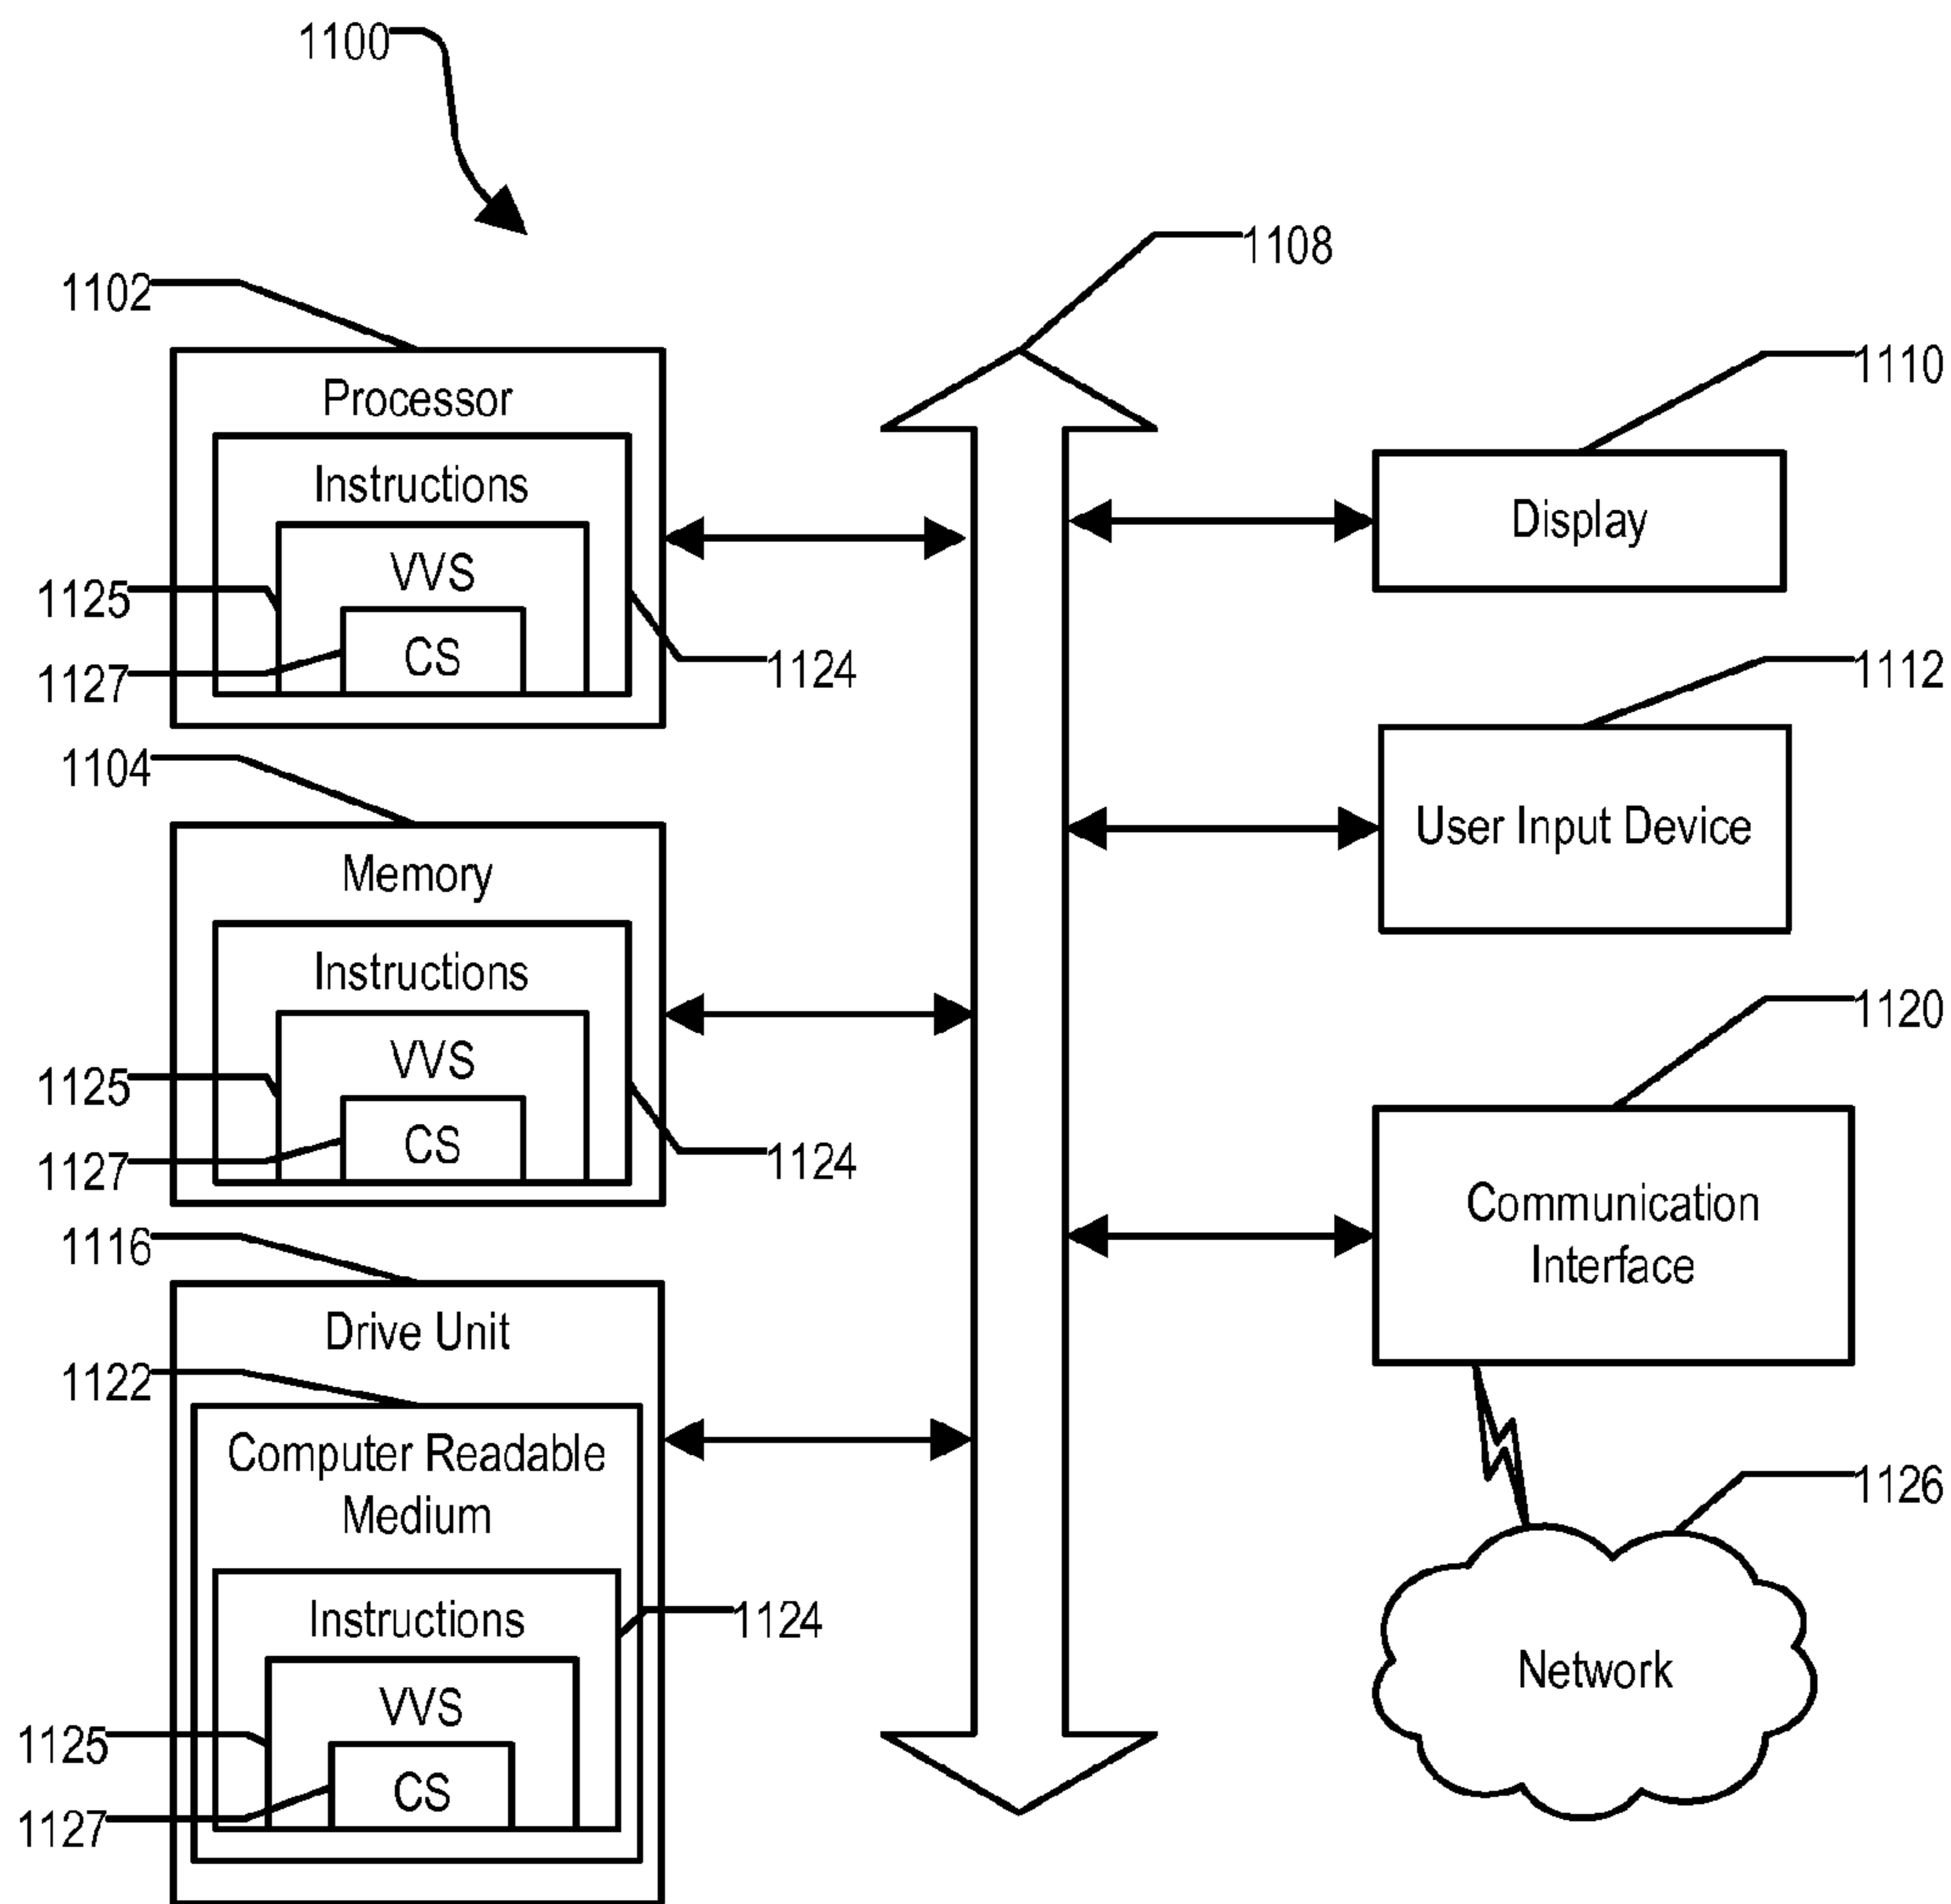 1100
1108
1102
1110
Processor
Instructions
Display
VVS
1125
CS
1127
1124
1112
1104
User Input Device
Memory
Instructions
1120
VVS
1125
CS
1127
1124
Communication
Interface
1116
Drive Unit
1122
Computer Readable
Medium
1126
Instructions
1124
Network
VVS
1125
CS
1127